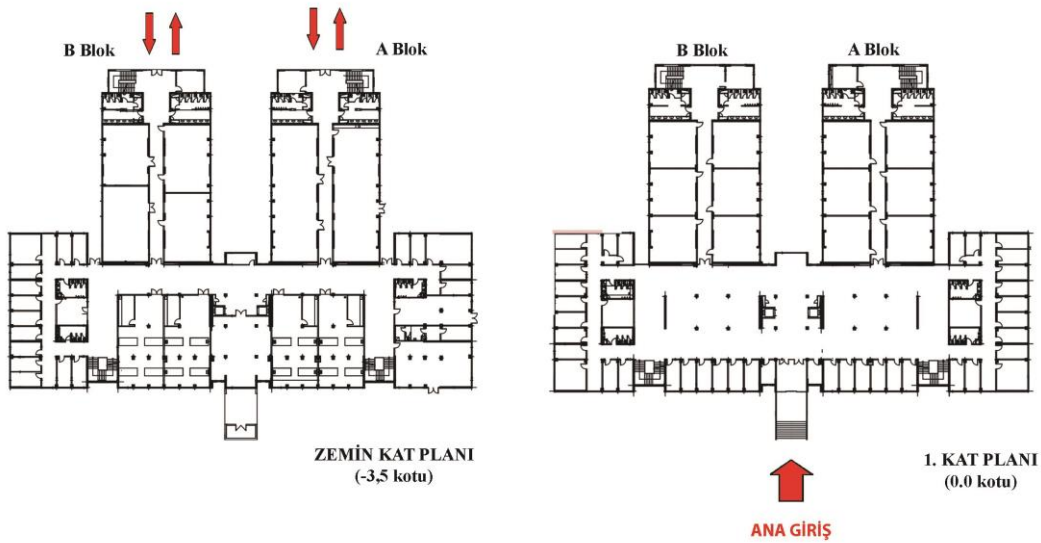 B Blok
A Blok
ZEMİN KAT PLANI
(-3,5 kotu)
B Blok
A Blok
1. KAT PLANI
(0.0 kotu)
ANA GİRİŞ